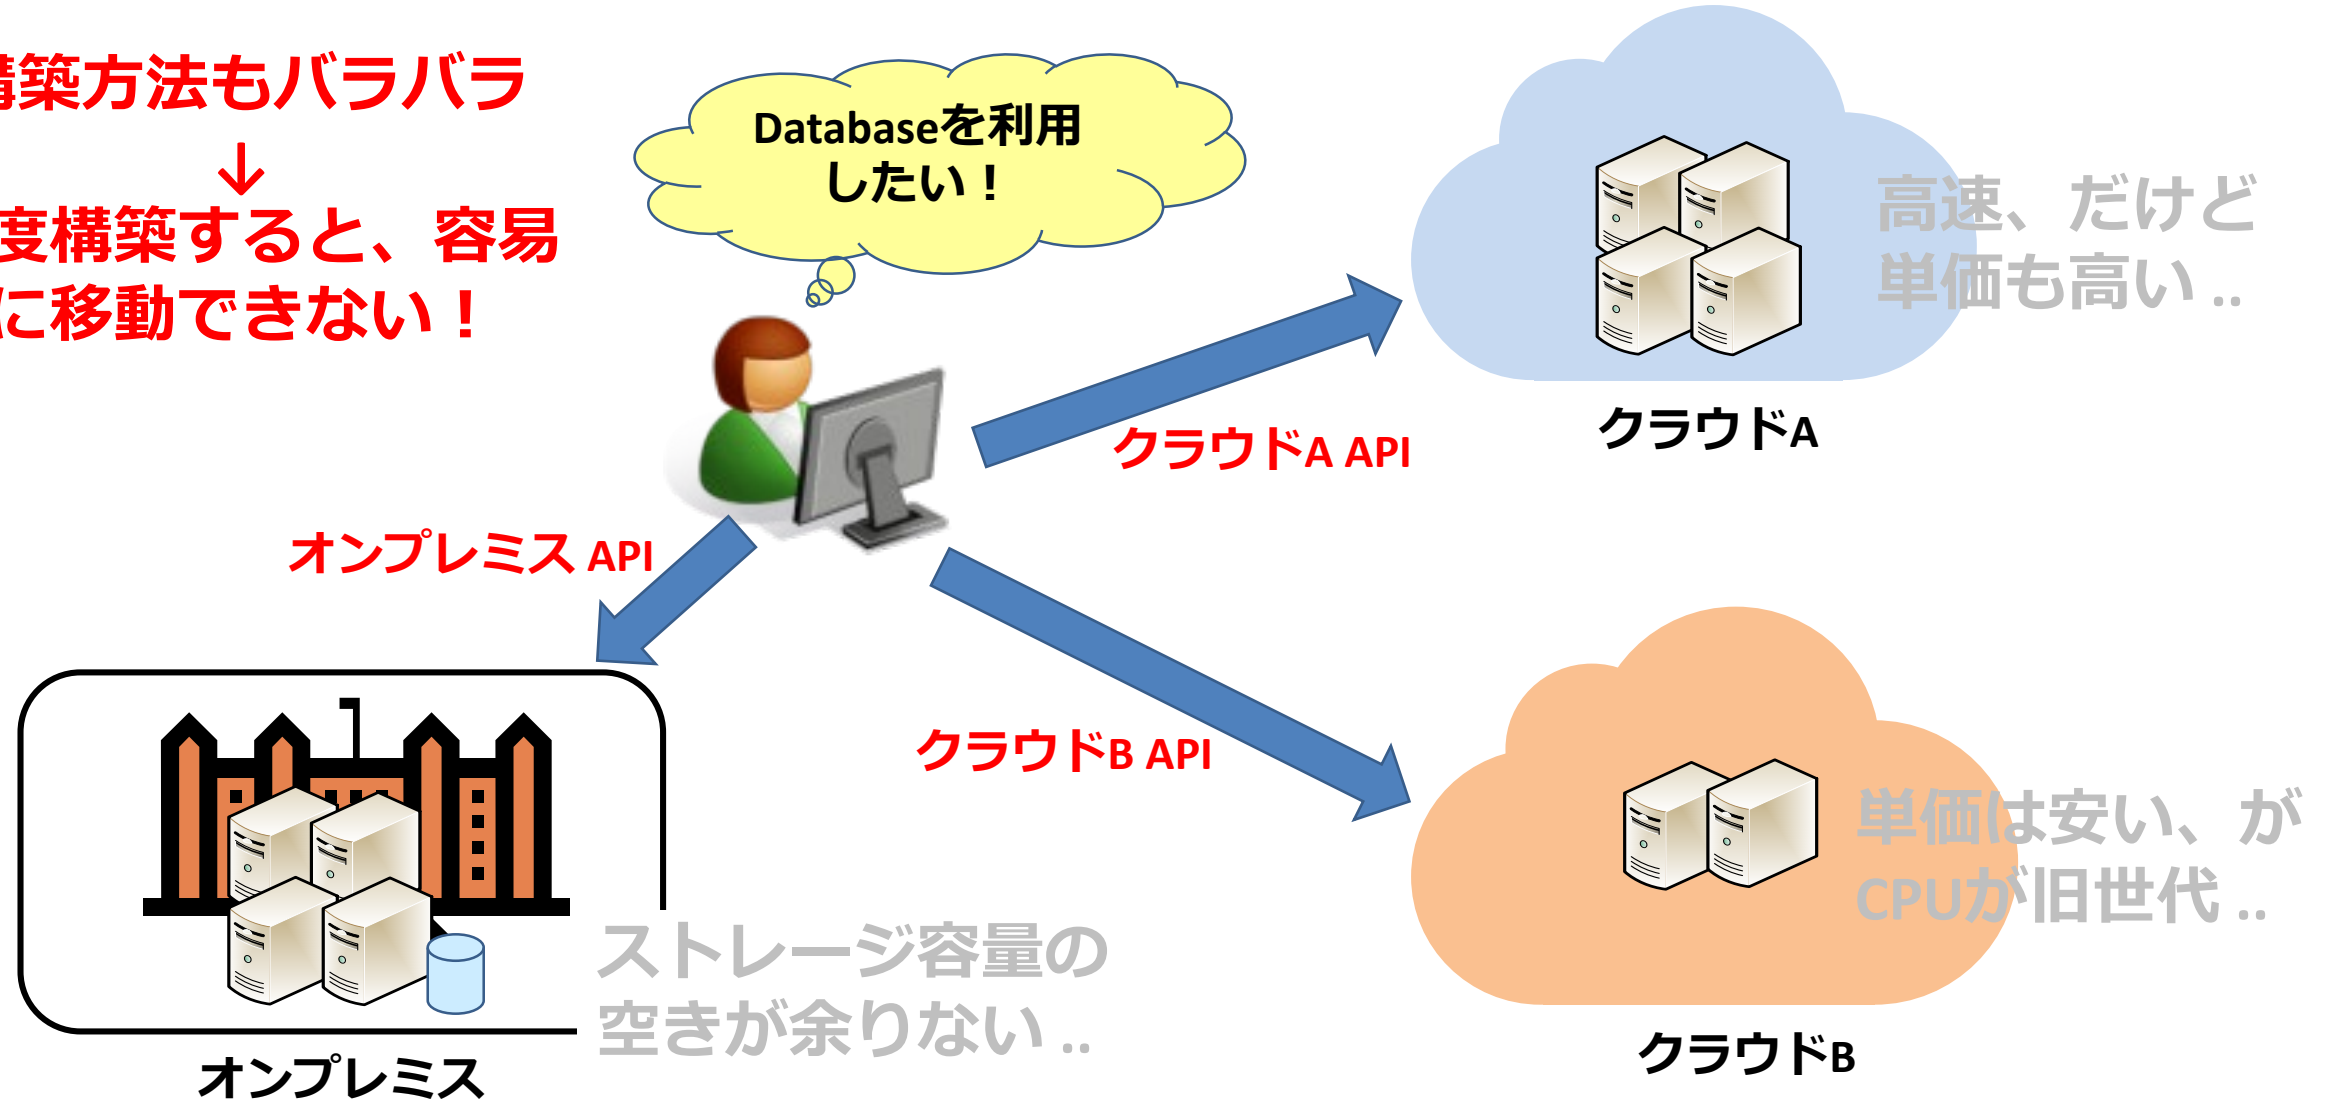 構築方法もバラバラ
↓
度構築すると、容易
に移動できない！
Databaseを利用
したい！
高速、だけど
単価も高い ..
クラウドA
クラウドA API
オンプレミス API
クラウドB API
単価は安い、が
CPUが旧世代 ..
クラウドB
ストレージ容量の
空きが余りない ..
オンプレミス